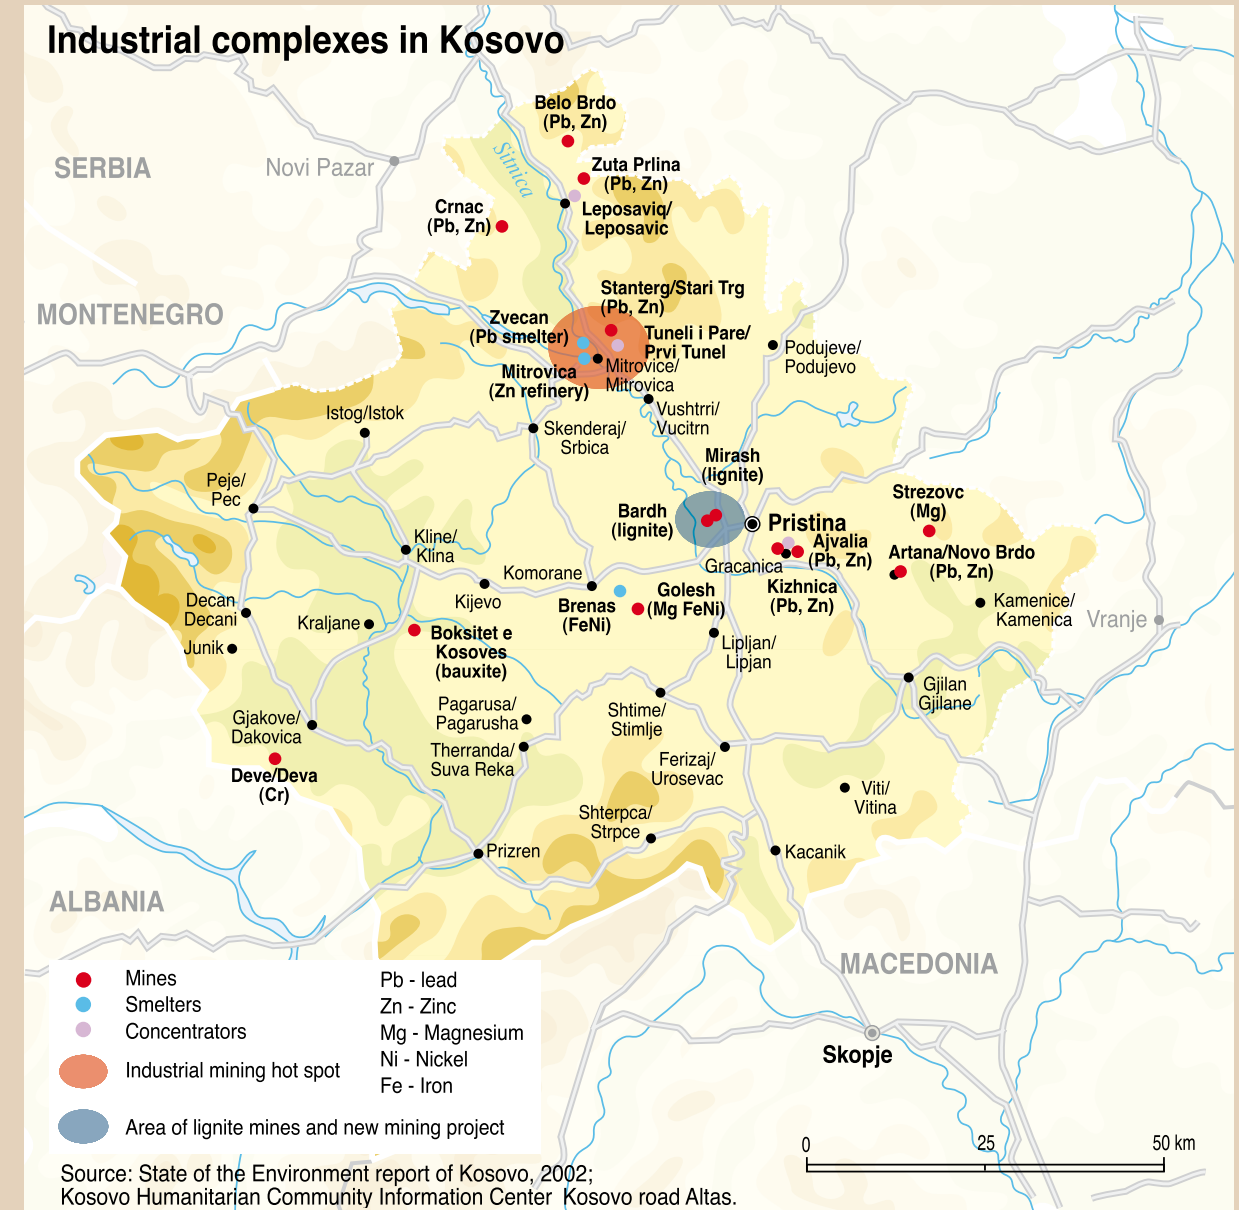 Industrial complexes in Kosovo
Belo Brdo
(Pb, Zn)
SERBIA
Novi Pazar
Sitnica
Zuta Prlina
(Pb, Zn)
Crnac
(Pb, Zn)
Leposaviq/
Leposavic
MONTENEGRO
Stanterg/Stari Trg
(Pb, Zn)
Zvecan
(Pb smelter)
Tuneli i Pare/
Prvi Tunel
Mitrovica
(Zn refinery)
Mitrovice/
Mitrovica
Podujeve/
Podujevo
Istog/Istok
Vushtrri/
Vucitrn
Skenderaj/
Srbica
Mirash
(lignite)
Peje/
Pec
Bardh
(lignite)
Pristina
Strezovc
(Mg)
Kline/
Klina
Ajvalia
(Pb, Zn)
Artana/Novo Brdo
(Pb, Zn)
Komorane
Gracanica
Kizhnica
(Pb, Zn)
Kijevo
Brenas
(FeNi)
Golesh
(Mg FeNi)
Decan
Decani
Kamenice/
Kamenica
Vranje
Kraljane
Boksitet e
Kosoves
(bauxite)
Junik
Lipljan/
Lipjan
Gjilan
Gjilane
Pagarusa/
Pagarusha
Shtime/
Stimlje
Gjakove/
Dakovica
Therranda/
Suva Reka
Ferizaj/
Urosevac
Deve/Deva
(Cr)
Viti/
Vitina
Shterpca/
Strpce
Prizren
Kacanik
ALBANIA
MACEDONIA
Skopje
Mines
Smelters
Concentrators
Industrial mining hot spot
Area of lignite mines and new mining project
Pb - lead
Zn - Zinc
Mg - Magnesium
Ni - Nickel
Fe - Iron
0 25 50 km
Source: State of the Environment report of Kosovo, 2002;
Kosovo Humanitarian Community Information Center Kosovo road Altas.